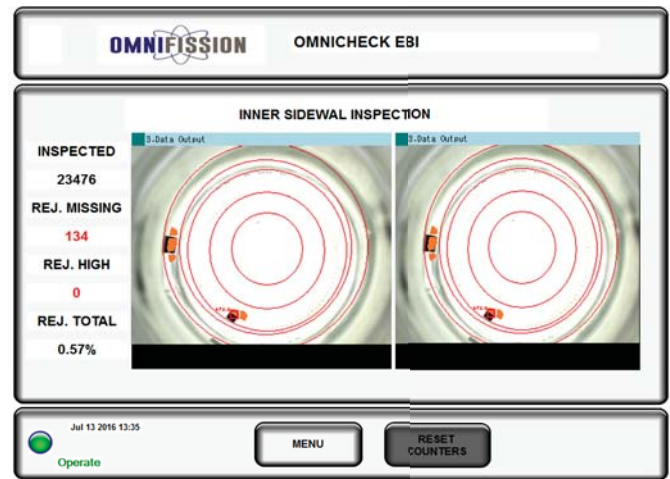 OMNIFISSION
OMNICHECK EBI
INNER SIDEWAL INSPECTION
INSPECTED
23476
REJ. MISSING
134
REJ. HIGH
0
REJ. TOTAL
0.57%
3.Data Output
3.Data Output
Jul 13 2016 13:35
Operate
MENU
RESET
COUNTERS